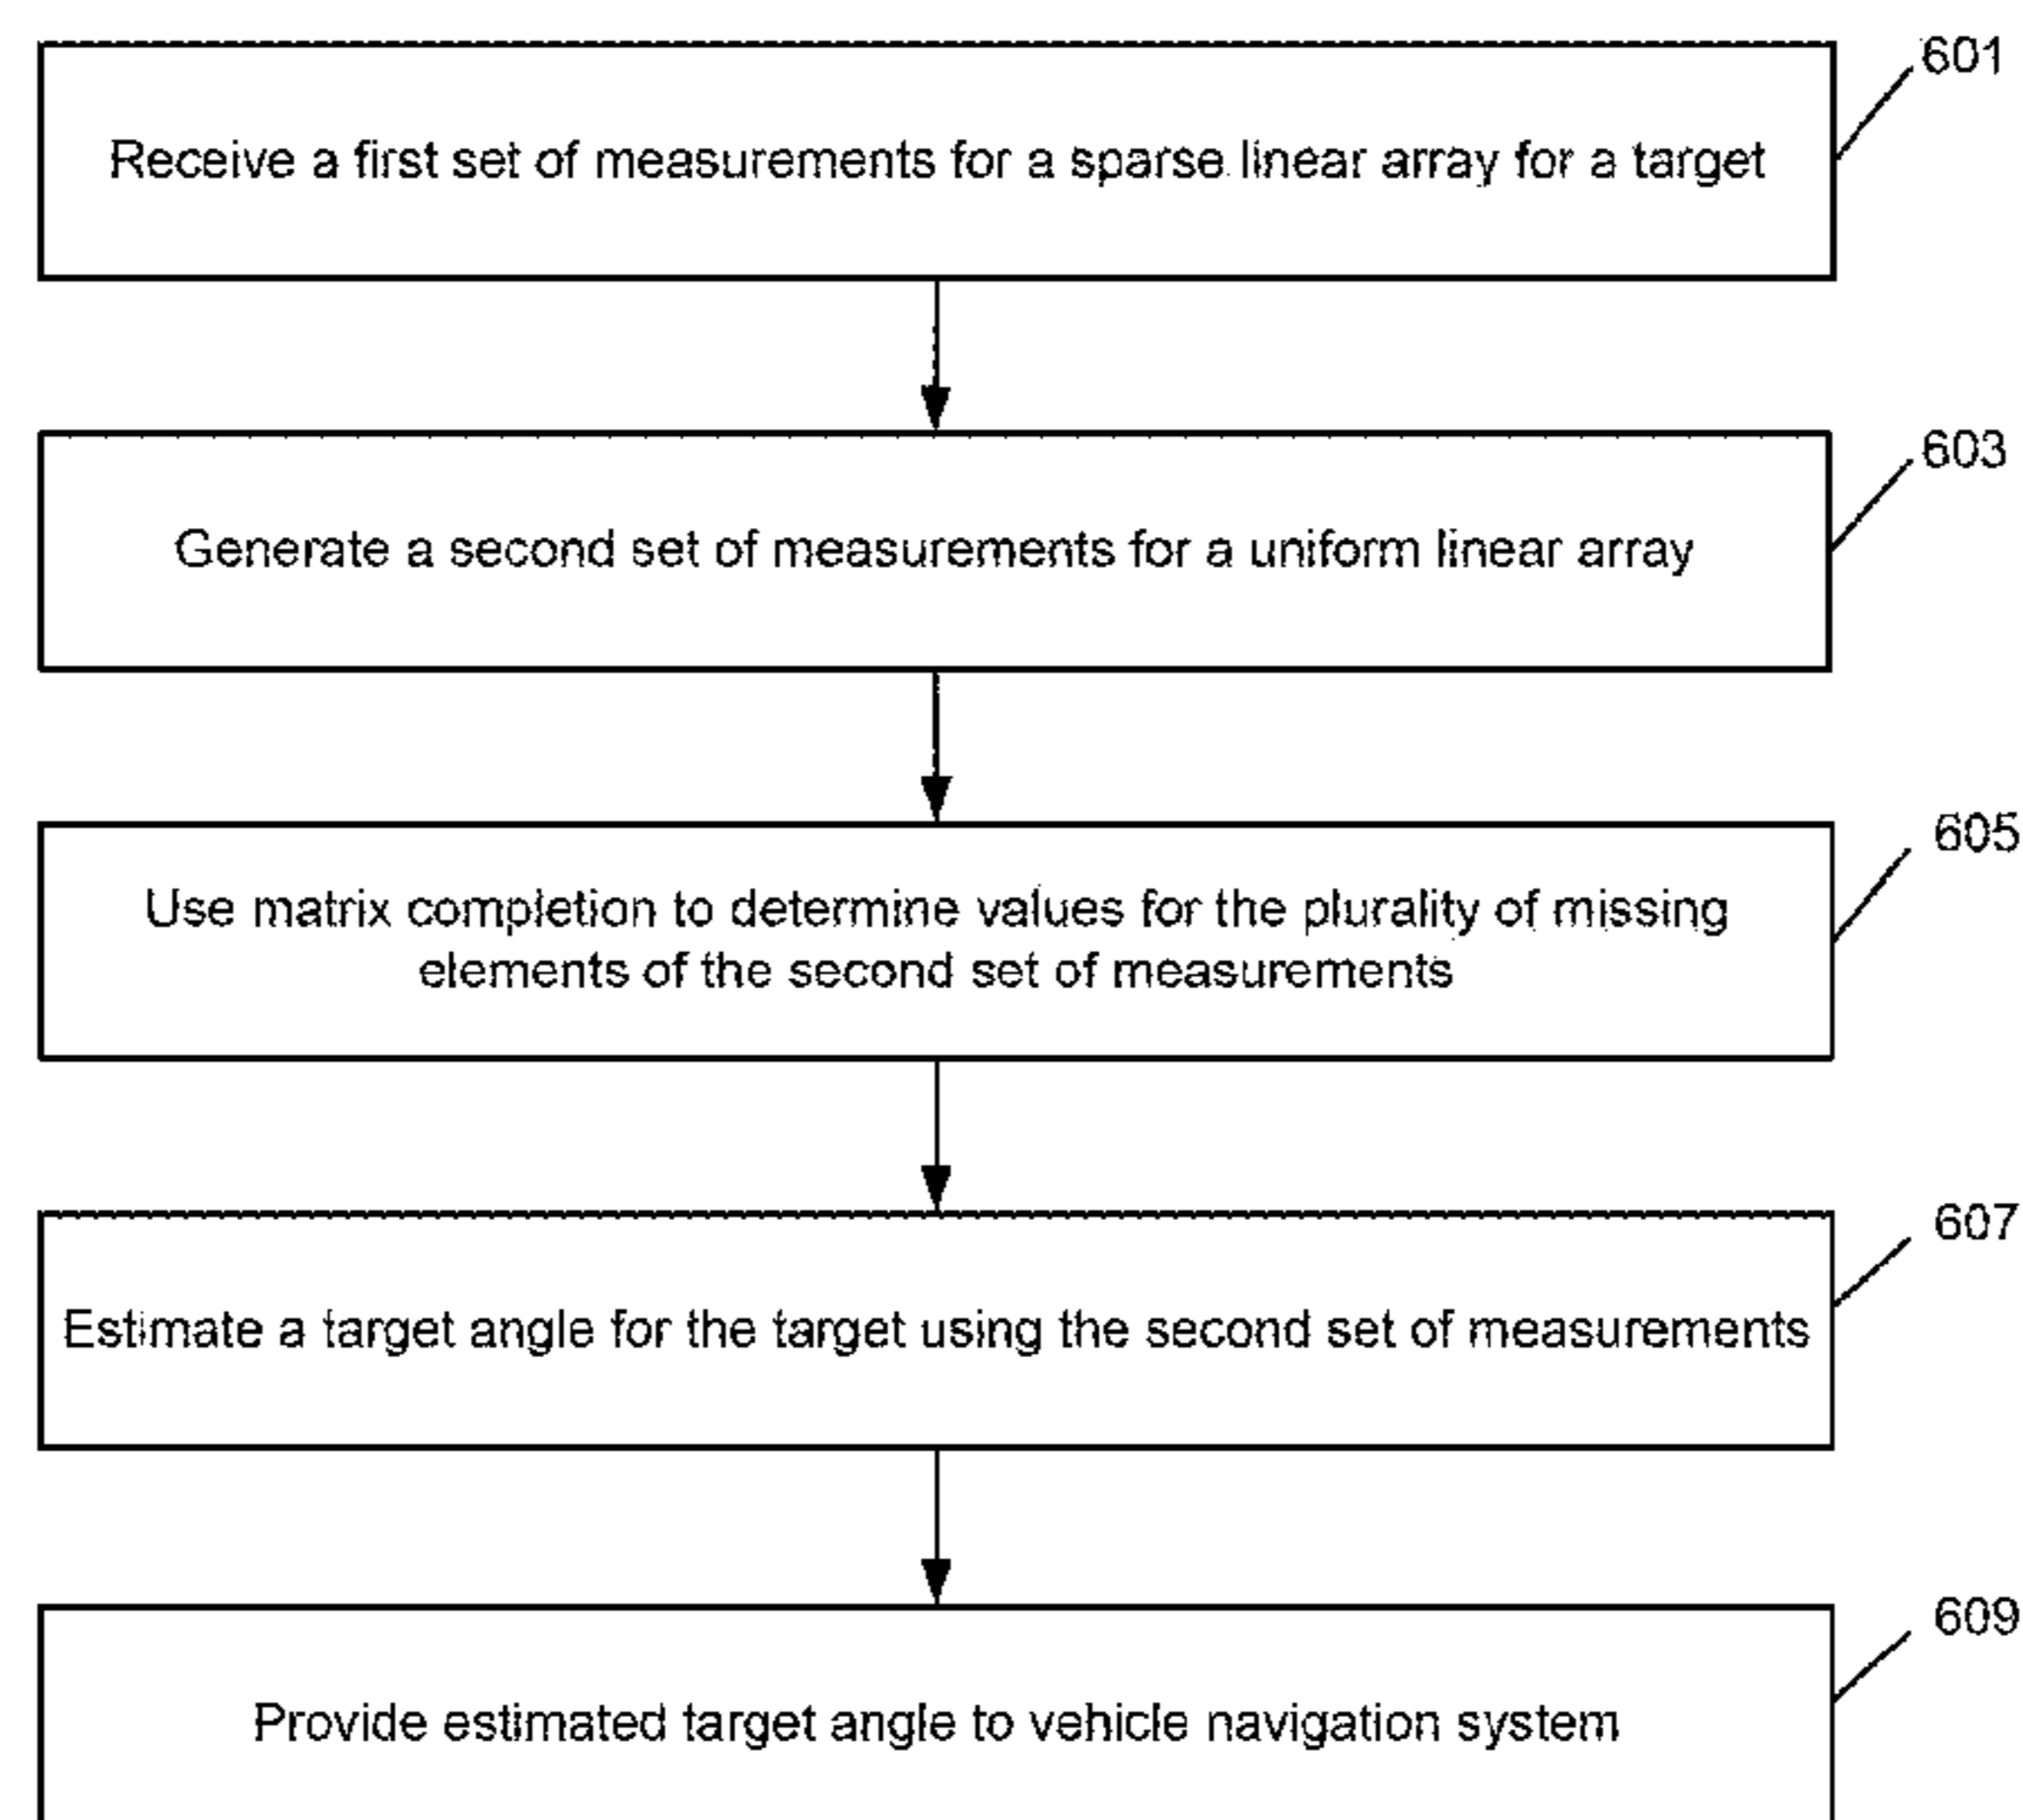 601
Receive a first set of measurements for a sparse linear array for a target
603
Generate a second set of measurements for a uniform linear array
605
Use matrix completion to determine values for the plurality of missing
elements of the second set of measurements
607
Estimate a target angle for the target using the second set of measurements
609
Provide estimated target angle to vehicle navigation system